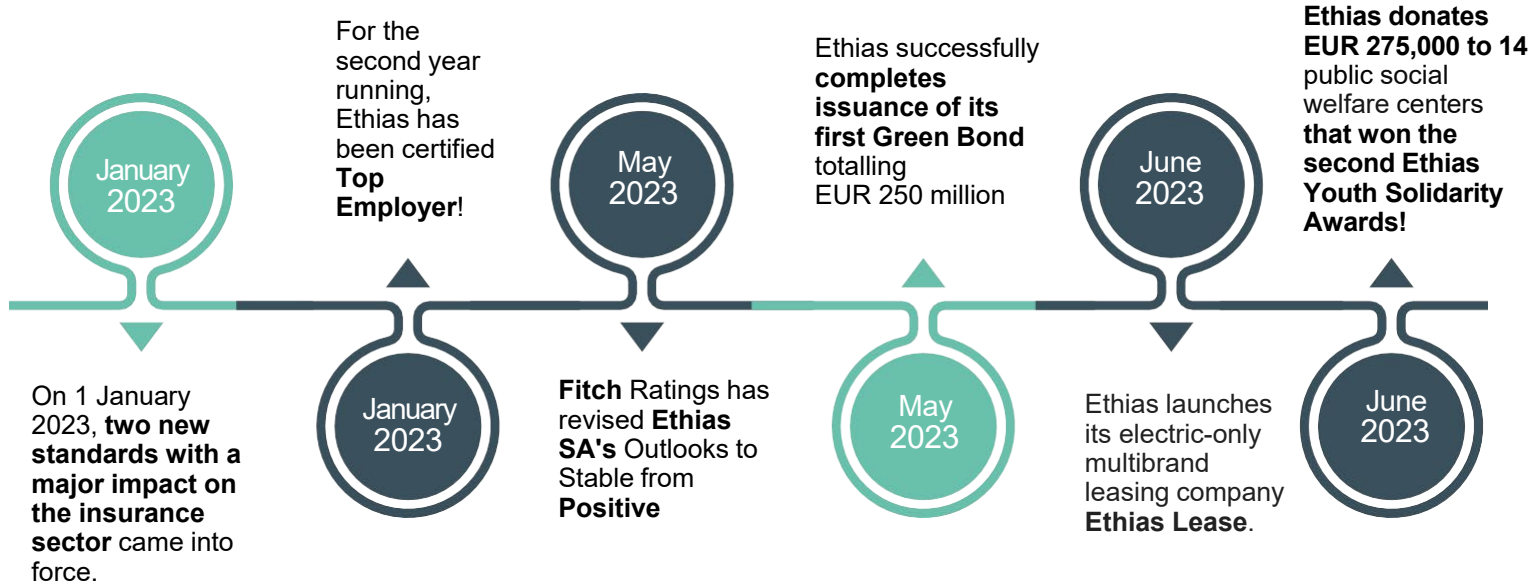 January
2023
On 1 January
2023, two new
standards with a
major impact on
the insurance
sector came into
force.
For the
second year
running,
Ethias has
been certified
Top
Employer!
January
2023
May
2023
Fitch Ratings has
revised Ethias
SA's Outlooks to
Stable from
Positive
Ethias successfully
completes
issuance of its
first Green Bond
totalling
EUR 250 million
May
2023
June
2023
Ethias launches
its electric-only
multibrand
leasing company
Ethias Lease.
Ethias donates
EUR 275,000 to 14
public social
welfare centers
that won the
second Ethias
Youth Solidarity
Awards!
June
2023